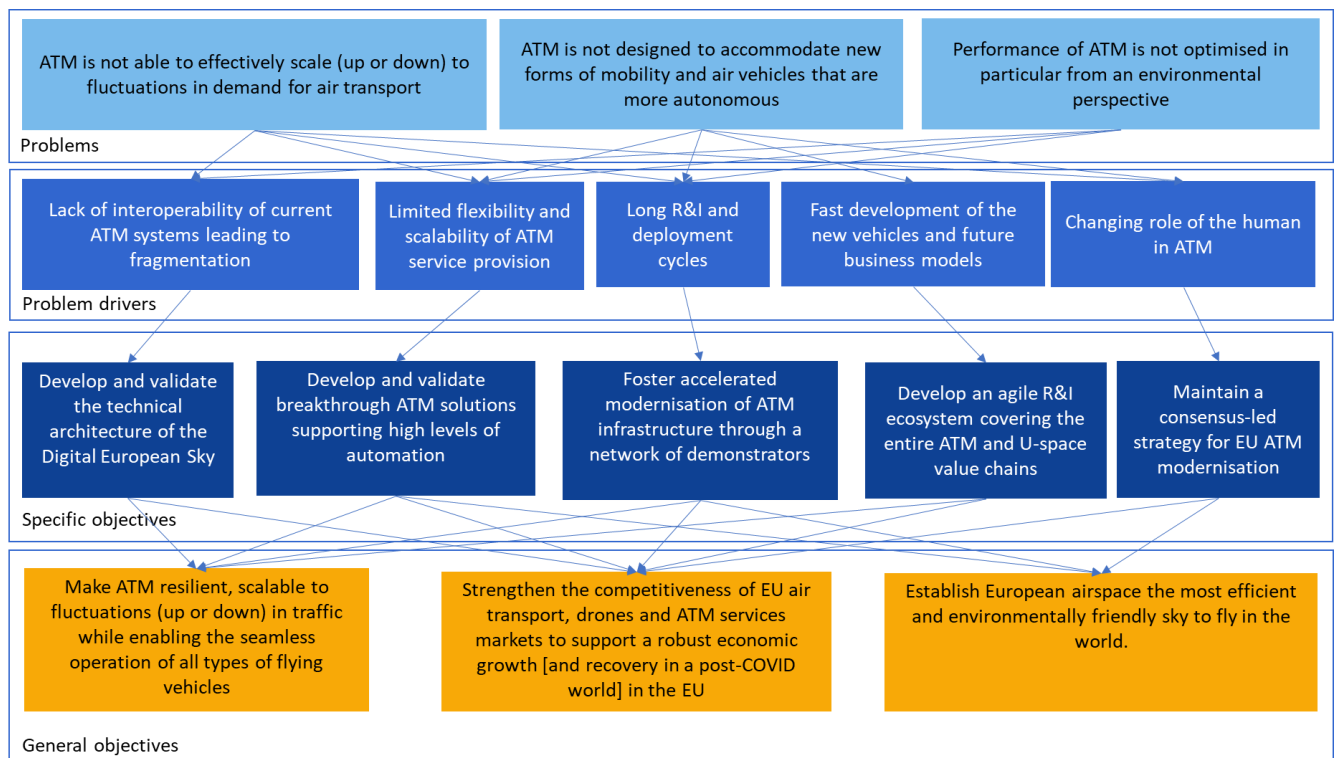 ATM is not able to effectively scale (up or down) to
fluctuations in demand for air transport
ATM is not designed to accommodate new
forms of mobility and air vehicles that are
more autonomous
Performance of ATM is not optimised in
particular from an environmental
perspective
Problems
Lack of interoperability of current
ATM systems leading to
fragmentation
Limited flexibility and
scalability of ATM
service provision
Long R&I and
deployment
cycles
Fast development of the
new vehicles and future
business models
Changing role of the human
in ATM
Problem drivers
Develop and validate
the technical
architecture of the
Digital European Sky
Develop and validate
breakthrough ATM solutions
supporting high levels of
automation
Foster accelerated
modernisation of ATM
infrastructure through a
network of demonstrators
Develop an agile R&I
ecosystem covering the
entire ATM and U-space
value chains
Maintain a
consensus-led
strategy for EU ATM
modernisation
Specific objectives
Make ATM resilient, scalable to
fluctuations (up or down) in traffic
while enabling the seamless
operation of all types of flying
vehicles
Strengthen the competitiveness of EU air
transport, drones and ATM services
markets to support a robust economic
growth [and recovery in a post-COVID
world] in the EU
Establish European airspace the most efficient
and environmentally friendly sky to fly in the
world.
General objectives